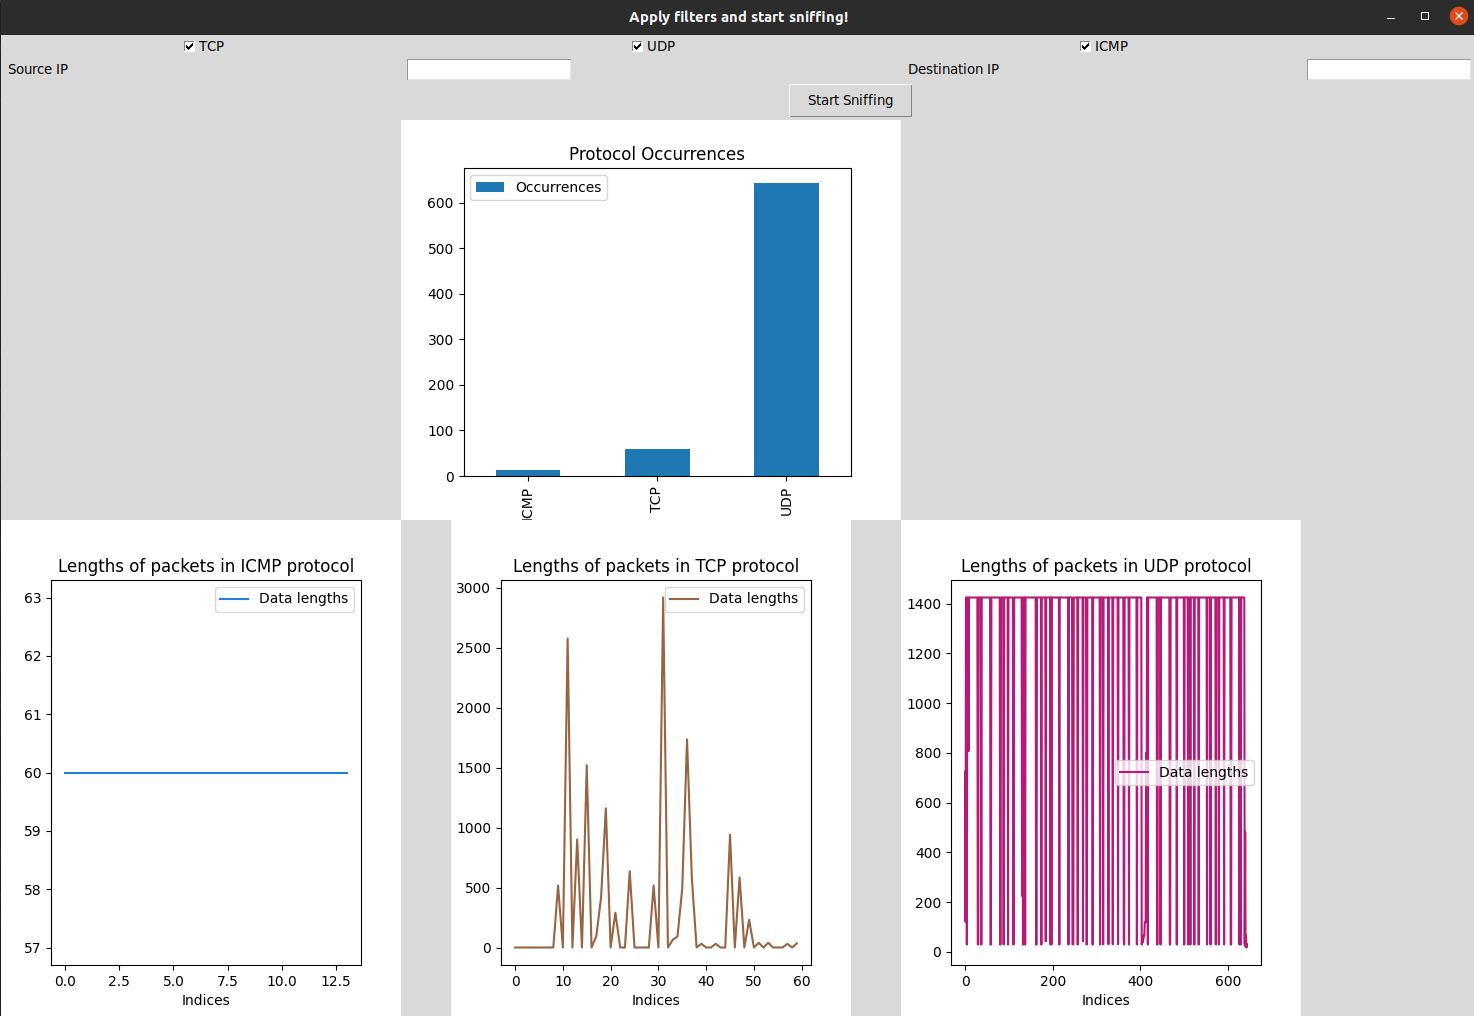 Apply filters and start sniffing!
TCP
UDP
ICMP
Source IP
Destination IP
Start Sniffing
Protocol Occurrences
Occurrences
600
500
400
300
200
100
0
ICMP
TCP
UDP
Lengths of packets in ICMP protocol
Data lengths
63
62
61
60
59
58
57
0.0 2.5 5.0 7.5 10.0 12.5
Indices
Lengths of packets in TCP protocol
Data lengths
3000
2500
2000
1500
1000
500
0
0 10 20 30 40 50 60
Indices
Lengths of packets in UDP protocol
1400
1200
1000
800
Data lengths
600
400
200
0
0 200 400 600
Indices